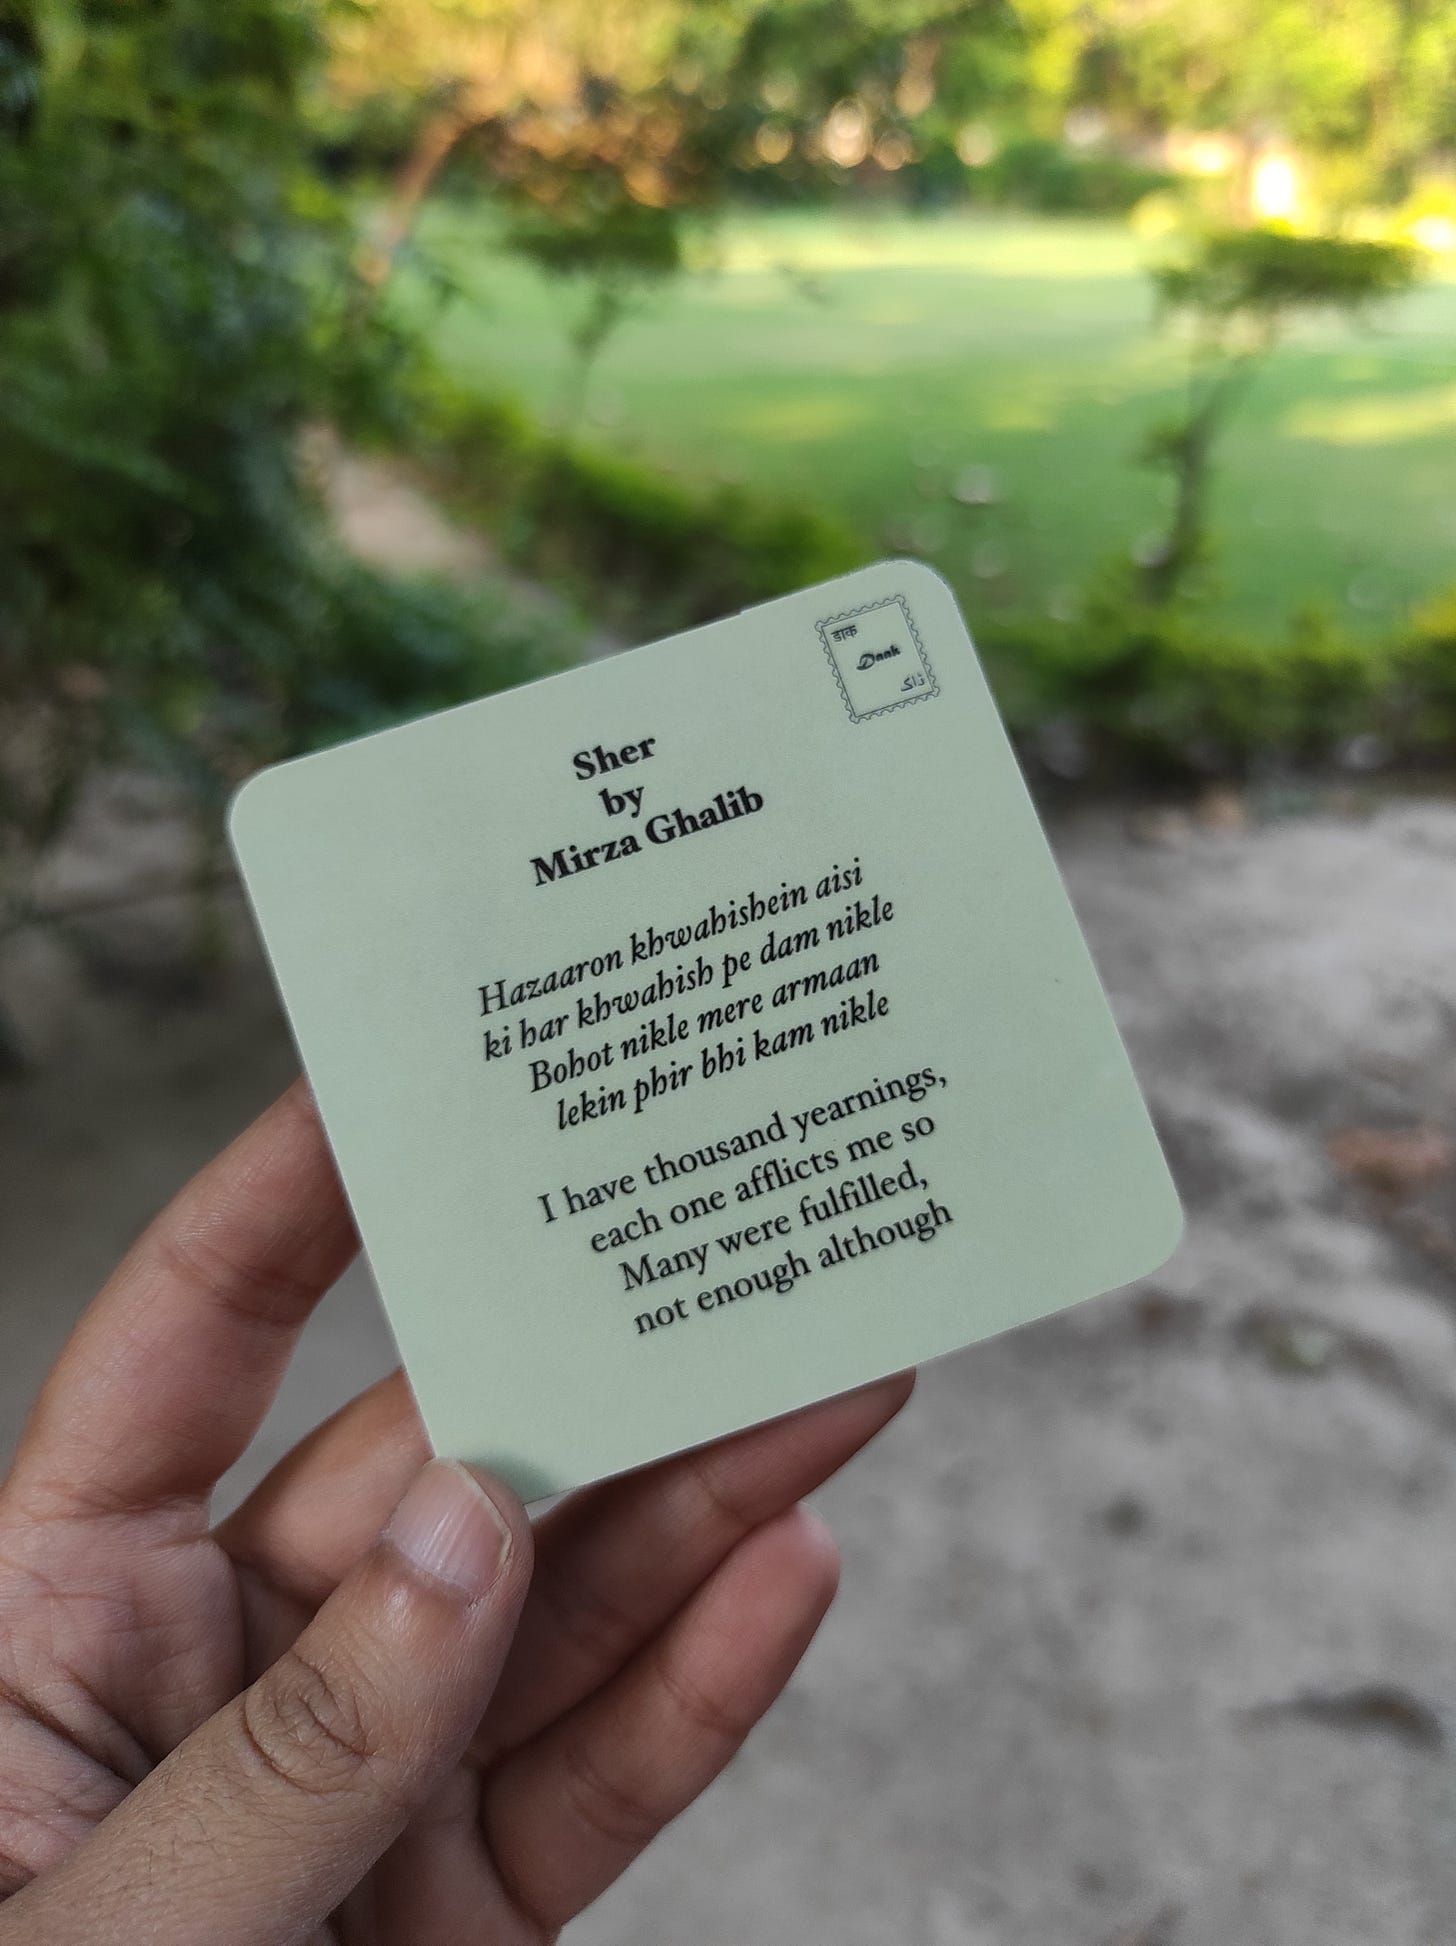 डाक
Daak
ڈاک
Sher
by
Mirza Ghalib
Hazaaron khwahishein aisi
ki har khwahish pe dam nikle
Bohot nikle mere armaan
lekin phir bhi kam nikle
I have thousand yearnings,
each one afflicts me so
Many were fulfilled,
not enough although